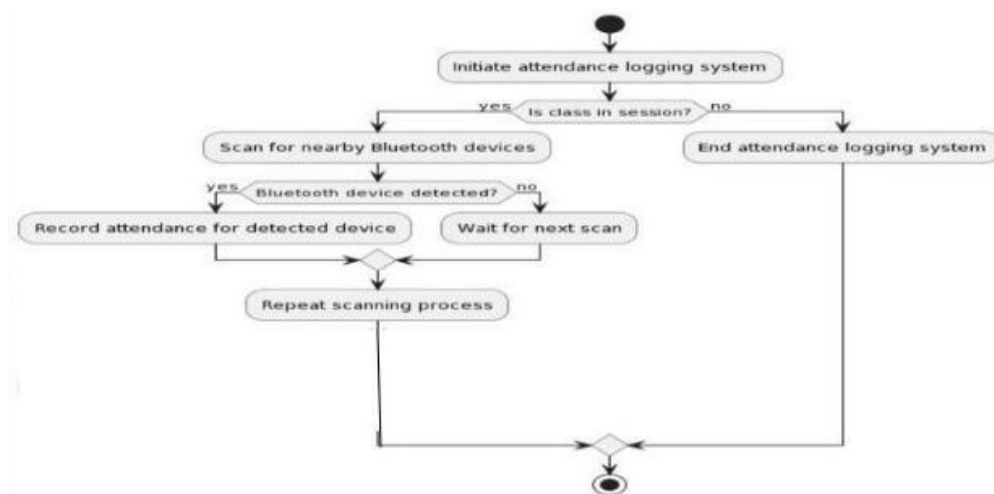 Initiate attendance logging system
yes
Is class in session?
no
Scan for nearby Bluetooth devices
End attendance logging system
yes
Bluetooth device detected?
no
Record attendance for detected device
Wait for next scan
Repeat scanning process